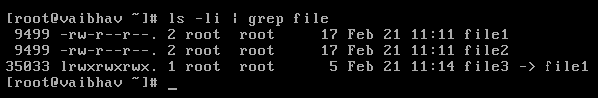 [root@vaibhav ~]# ls -li | grep file
 9499 -rw-r--r--. 2 root  root      17 Feb 21 11:11 file1
 9499 -rw-r--r--. 2 root  root      17 Feb 21 11:11 file2
35033 lrwxrwxrwx. 1 root  root       5 Feb 21 11:14 file3 -> file1
[root@vaibhav ~]# _